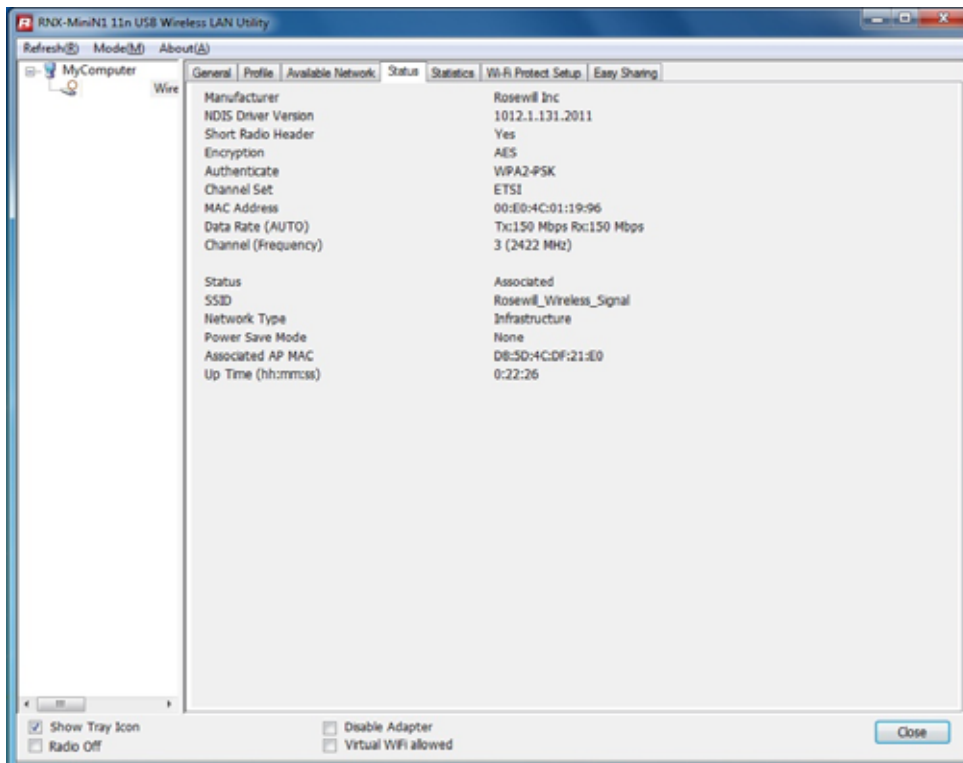 RNX-MiniN1 11n USB Wireless LAN Utility
Refresh(R) Mode(M) About(A)
MyComputer
Wire
General Profile Available Network Status Statistics Wi-Fi Protect Setup Easy Sharing
Manufacturer Rosewill Inc
NDIS Driver Version 1012.1.131.2011
Short Radio Header Yes
Encryption AES
Authenticate WPA2-PSK
Channel Set ETSI
MAC Address 00:E0:4C:01:19:96
Data Rate (AUTO) Tx:150 Mbps Rx:150 Mbps
Channel (Frequency) 3 (2422 MHz)
Status Associated
SSID Rosewill_Wireless_Signal
Network Type Infrastructure
Power Save Mode None
Associated AP MAC D8:5D:4C:DF:21:E0
Up Time (hh:mm:ss) 0:22:26
Show Tray Icon Disable Adapter
Radio Off Virtual WiFi allowed
Close